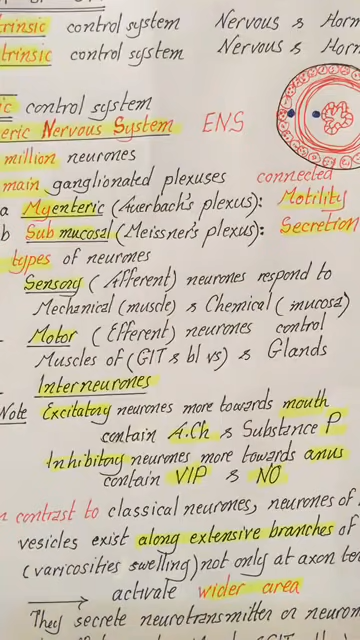 trinsic control system Nervous & Horm
trinsic control system Nervous & Horm
ic control system
eric Nervous System ENS
million neurones
main ganglionated plexuses connected
a Myenteric (Auerbach's plexus): Motility
b Sub mucosal (Meissner's plexus): Secretion
types of neurones
Sensory (Afferent) neurones respond to
Mechanical (muscle) & Chemical (mucosa)
Motor (Efferent) neurones control
Muscles of (GIT & bl vs) & Glands
Interneurones
Note Excitatory neurones more towards mouth
contain A.Ch & Substance P
Inhibitory neurones more towards anus
contain VIP & NO
n contrast to classical neurones, neurones of
vesicles exist along extensive branches of
(varicosities swelling) not only at axon ter
→ activate wider area
They secrete neurotransmitter or neurom